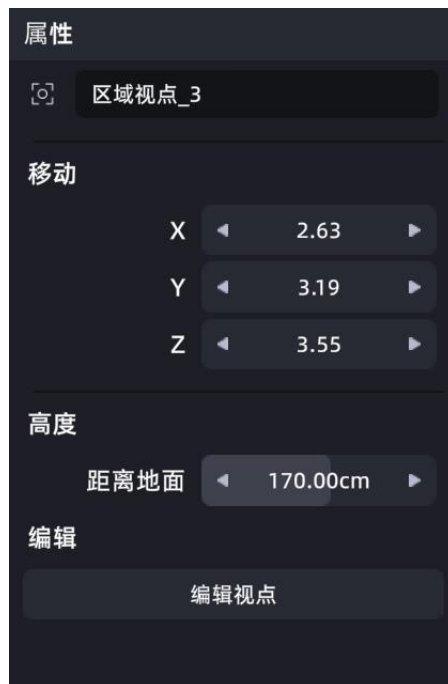 属性
区域视点_3
移动
X 2.63
Y 3.19
Z 3.55
高度
距离地面 170.00cm
编辑
编辑视点